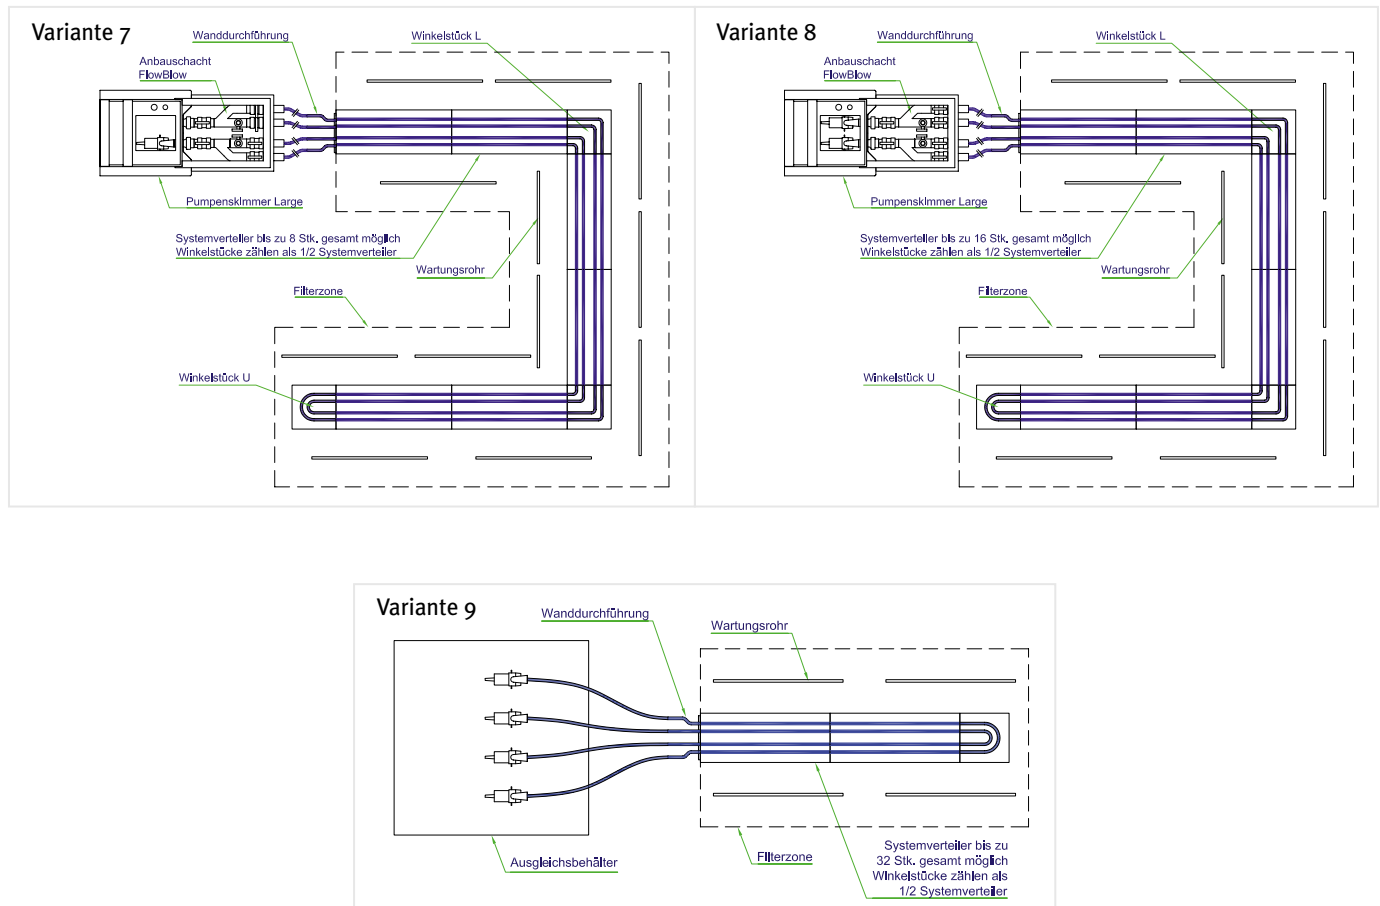 Variante 7
Wanddurchführung
Winkelstück L
Anbauschacht
FlowBlow
Pumpenskimmer Large
Systemverteiler bis zu 8 Stk. gesamt möglich
Winkelstücke zählen als 1/2 Systemverteiler
Wartungsrohr
Filterzone
Winkelstück U
Variante 8
Wanddurchführung
Winkelstück L
Anbauschacht
FlowBlow
Pumpenskimmer Large
Systemverteiler bis zu 16 Stk. gesamt möglich
Winkelstücke zählen als 1/2 Systemverteiler
Wartungsrohr
Filterzone
Winkelstück U
Variante 9
Wanddurchführung
Wartungsrohr
Ausgleichsbehälter
Filterzone
Systemverteiler bis zu
32 Stk. gesamt möglich
Winkelstücke zählen als
1/2 Systemverteiler